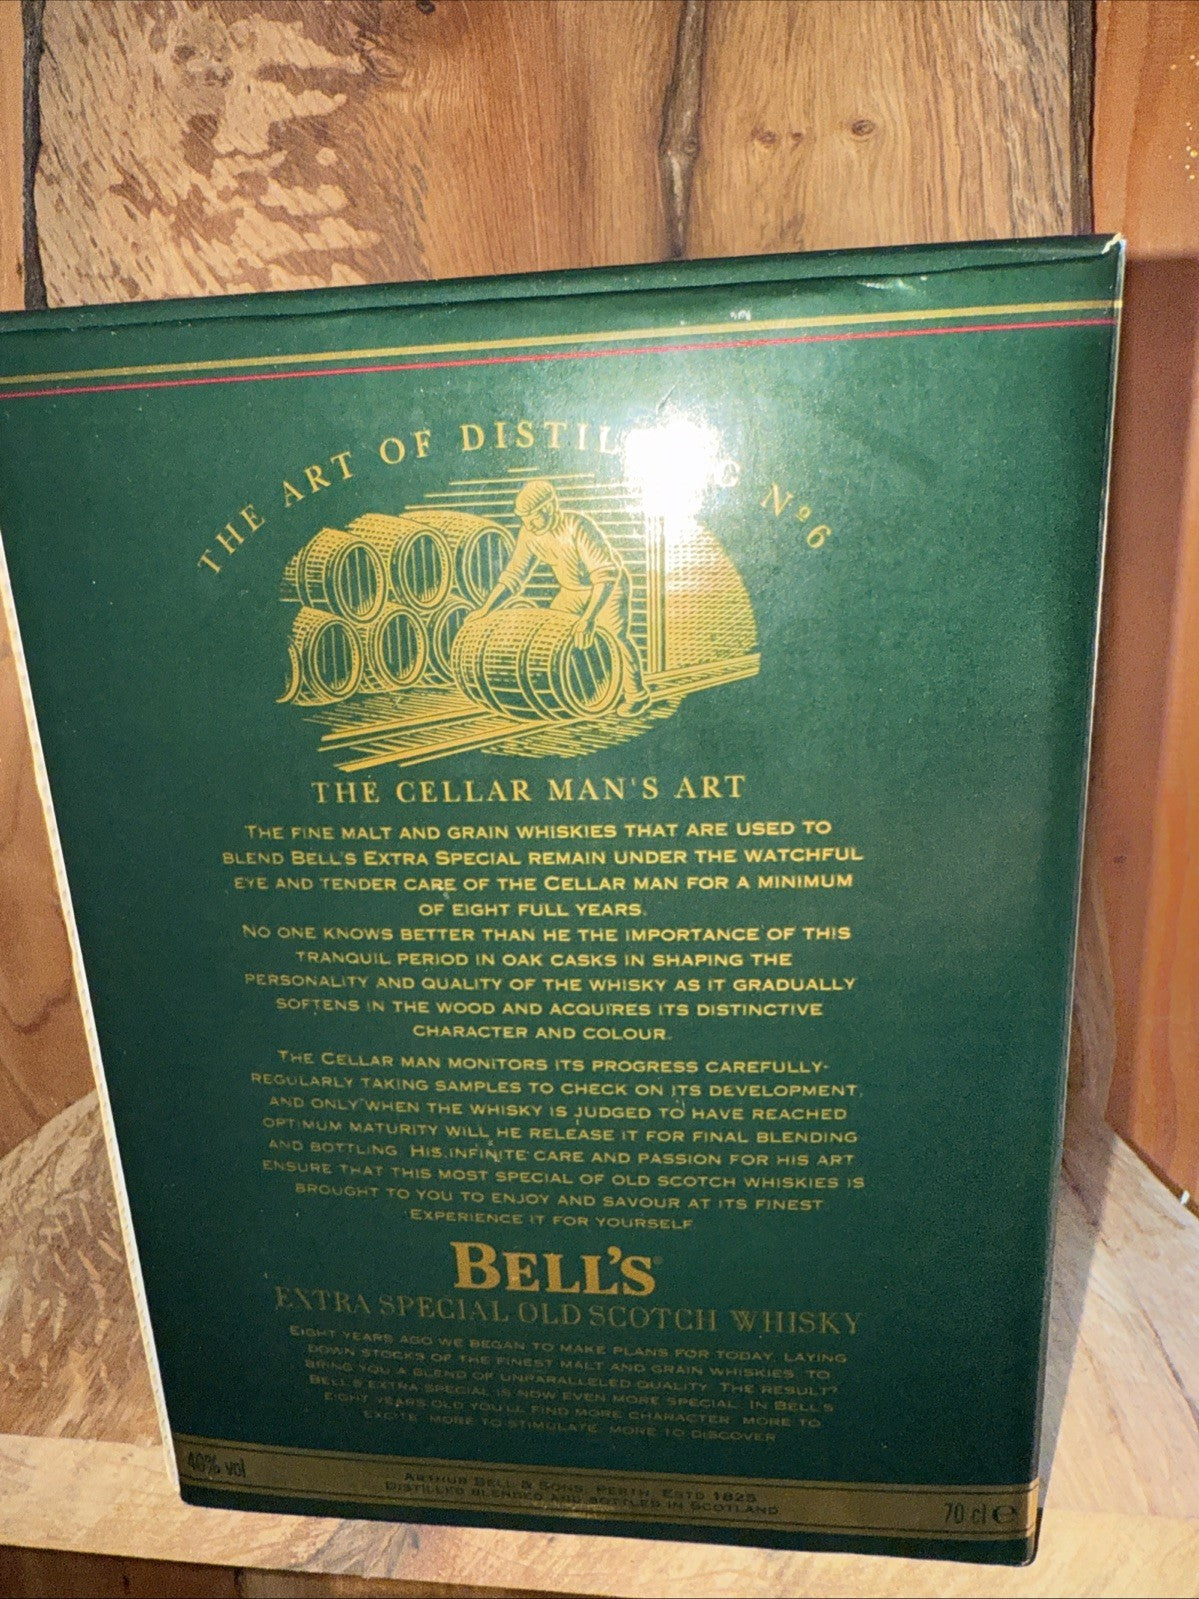 THE ART OF DISTIL G Nº6
THE CELLAR MAN'S ART
THE FINE MALT AND GRAIN WHISKIES THAT ARE USED TO
BLEND BELL'S EXTRA SPECIAL REMAIN UNDER THE WATCHFUL
EYE AND TENDER CARE OF THE CELLAR MAN FOR A MINIMUM
OF EIGHT FULL YEARS.
NO ONE KNOWS BETTER THAN HE THE IMPORTANCE OF THIS
TRANQUIL PERIOD IN OAK CASKS IN SHAPING THE
PERSONALITY AND QUALITY OF THE WHISKY AS IT GRADUALLY
SOFTENS IN THE WOOD AND ACQUIRES ITS DISTINCTIVE
CHARACTER AND COLOUR.
THE CELLAR MAN MONITORS ITS PROGRESS CAREFULLY-
REGULARLY TAKING SAMPLES TO CHECK ON ITS DEVELOPMENT,
AND ONLY WHEN THE WHISKY IS JUDGED TO HAVE REACHED
OPTIMUM MATURITY WILL HE RELEASE IT FOR FINAL BLENDING
AND BOTTLING. HIS INFINITE CARE AND PASSION FOR HIS ART
ENSURE THAT THIS MOST SPECIAL OF OLD SCOTCH WHISKIES IS
BROUGHT TO YOU TO ENJOY AND SAVOUR AT ITS FINEST.
EXPERIENCE IT FOR YOURSELF.
BELL'S
EXTRA SPECIAL OLD SCOTCH WHISKY
EIGHT YEARS AGO WE BEGAN TO MAKE PLANS FOR TODAY, LAYING
DOWN STOCKS OF THE FINEST MALT AND GRAIN WHISKIES, TO
BRING YOU A BLEND OF UNPARALLELED QUALITY. THE RESULT?
BELL'S EXTRA SPECIAL IS NOW EVEN MORE SPECIAL. IN BELL'S
EIGHT YEARS OLD YOU'LL FIND MORE CHARACTER, MORE TO
EXCITE, MORE TO STIMULATE, MORE TO DISCOVER.
40% vol
ARTHUR BELL & SONS, PERTH, ESTD 1825
DISTILLED BLENDED AND BOTTLED IN SCOTLAND
70 cl ℮